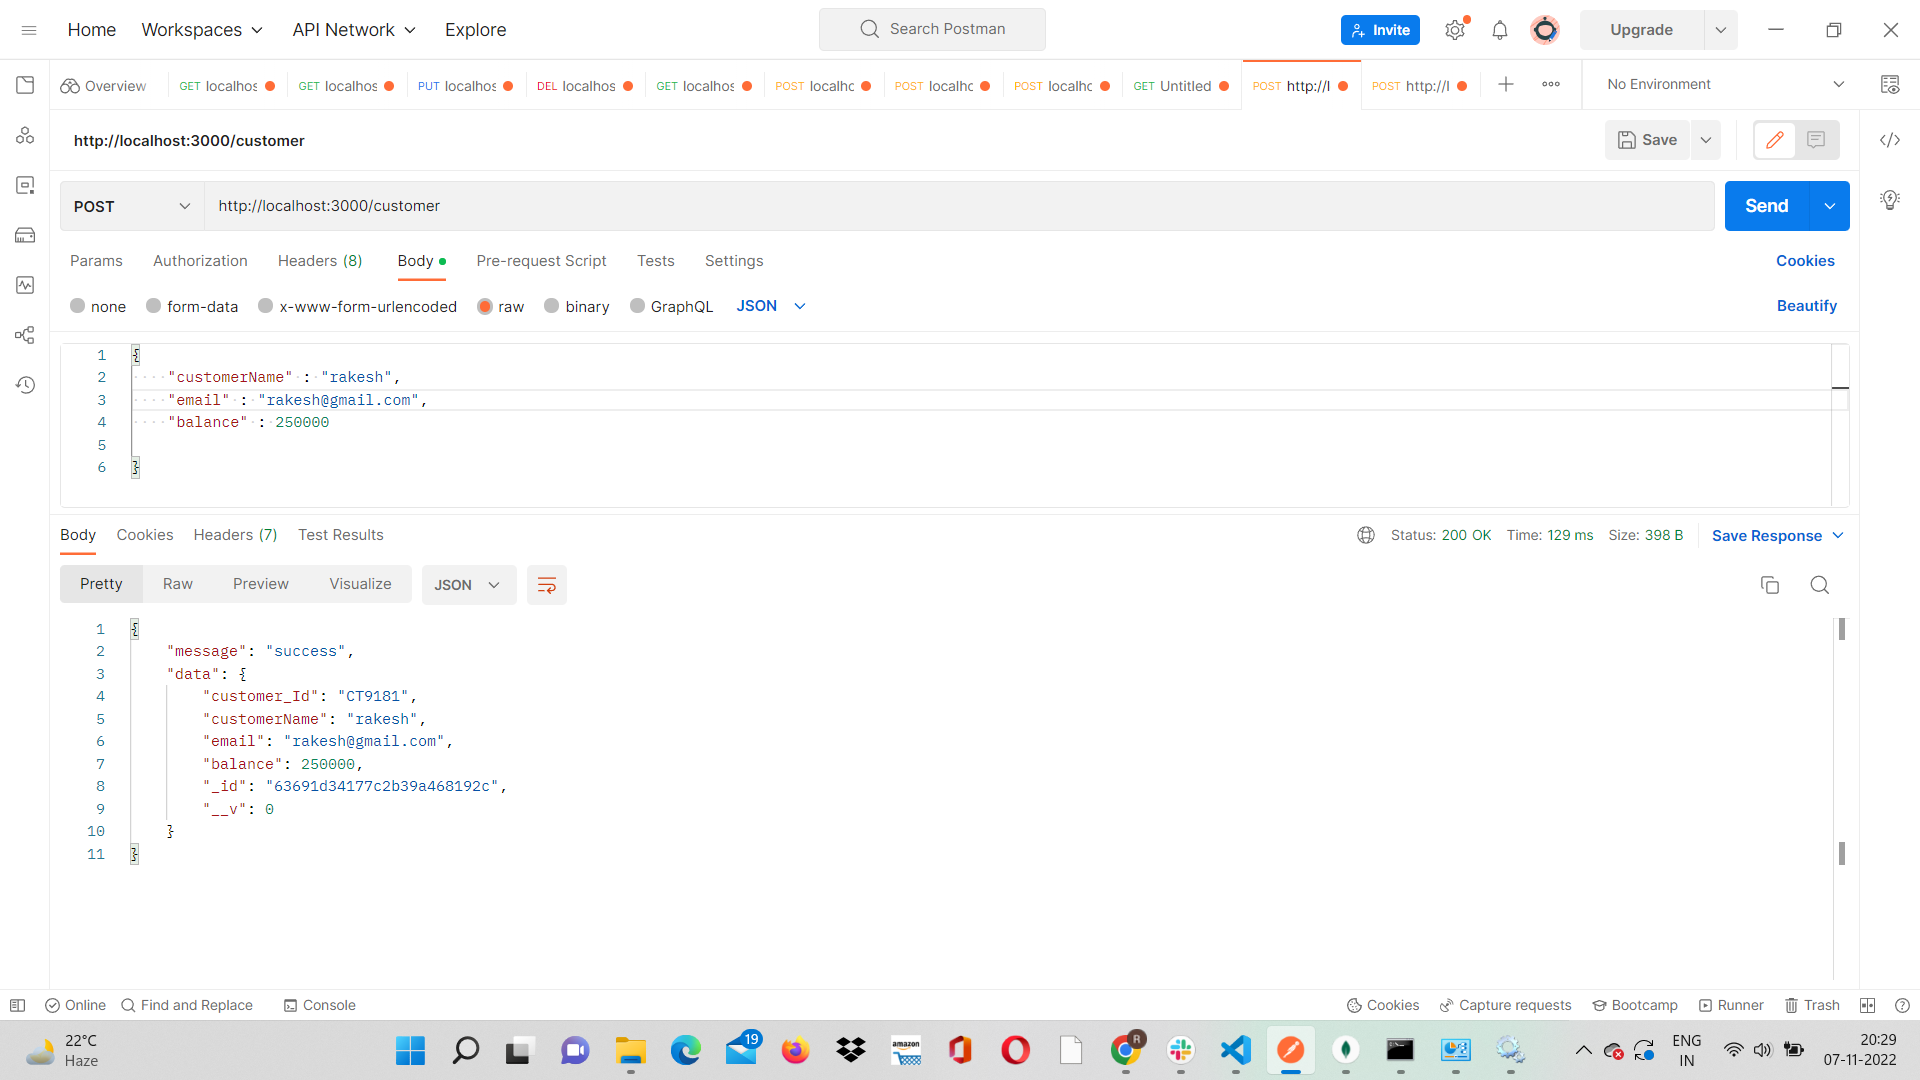 Home Workspaces API Network Explore Search Postman Invite Upgrade
Overview GET localhos GET localhos PUT localhos DEL localhos GET localhos POST localhc POST localhc POST localhc GET Untitled POST http://l POST http://l No Environment
http://localhost:3000/customer Save
POST http://localhost:3000/customer Send
Params Authorization Headers (8) Body Pre-request Script Tests Settings Cookies
none form-data x-www-form-urlencoded raw binary GraphQL JSON Beautify
1 {
2 "customerName" : "rakesh",
3 "email" : "rakesh@gmail.com",
4 "balance" : 250000
5
6 }
Body Cookies Headers (7) Test Results Status: 200 OK Time: 129 ms Size: 398 B Save Response
Pretty Raw Preview Visualize JSON
1 {
2 "message": "success",
3 "data": {
4 "customer_Id": "CT9181",
5 "customerName": "rakesh",
6 "email": "rakesh@gmail.com",
7 "balance": 250000,
8 "_id": "63691d34177c2b39a468192c",
9 "__v": 0
10 }
11 }
Online Find and Replace Console Cookies Capture requests Bootcamp Runner Trash
22°C
Haze
19
amazon
R
ENG
IN
20:29
07-11-2022